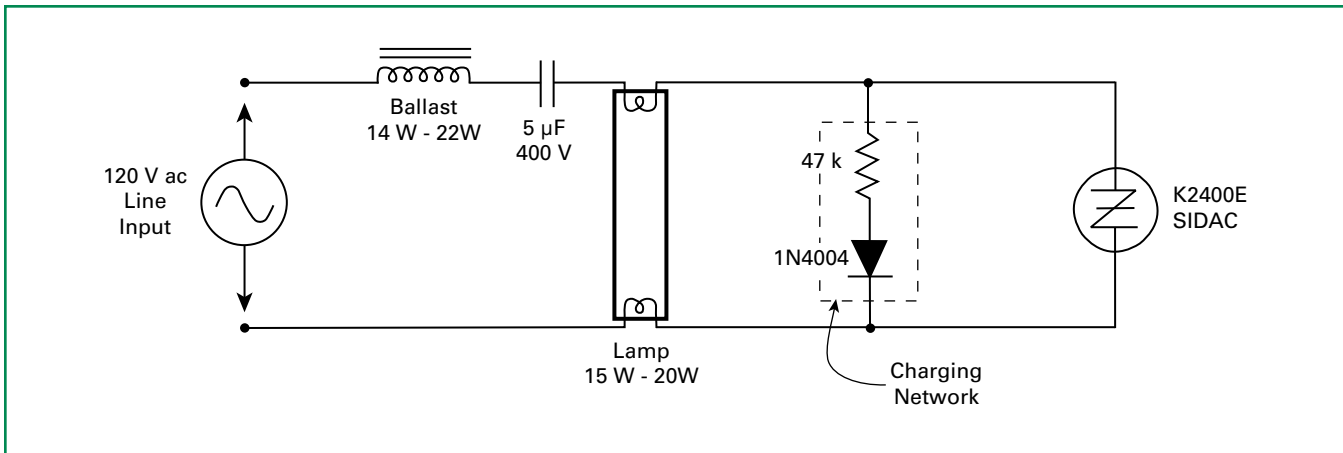 120 V ac
Line
Input
Ballast
14 W - 22W
5 µF
400 V
Lamp
15 W - 20W
47 k
1N4004
Charging
Network
K2400E
SIDAC